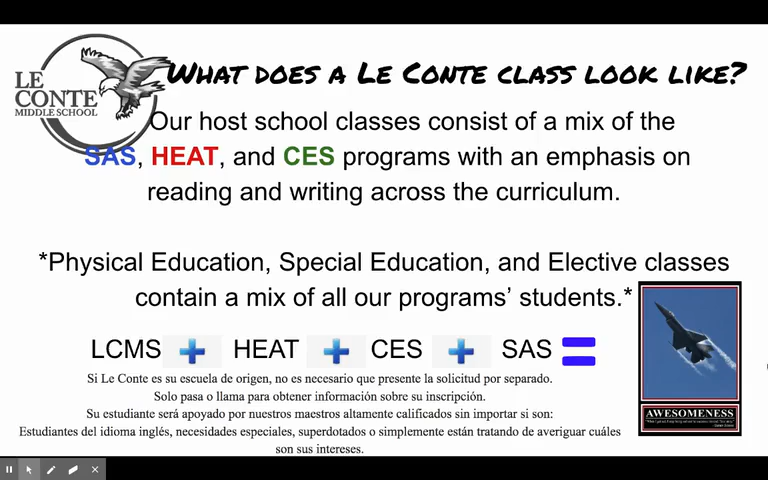 LE
CONTE
MIDDLE SCHOOL
WHAT DOES A LE CONTE CLASS LOOK LIKE?
Our host school classes consist of a mix of the
SAS, HEAT, and CES programs with an emphasis on
reading and writing across the curriculum.
*Physical Education, Special Education, and Elective classes
contain a mix of all our programs’ students.*
LCMS + HEAT + CES + SAS =
Si Le Conte es su escuela de origen, no es necesario que presente la solicitud por separado.
Solo pasa o llama para obtener información sobre su inscripción.
Su estudiante será apoyado por nuestros maestros altamente calificados sin importar si son:
Estudiantes del idioma inglés, necesidades especiales, superdotados o simplemente están tratando de averiguar cuáles
son sus intereses.
AWESOMENESS